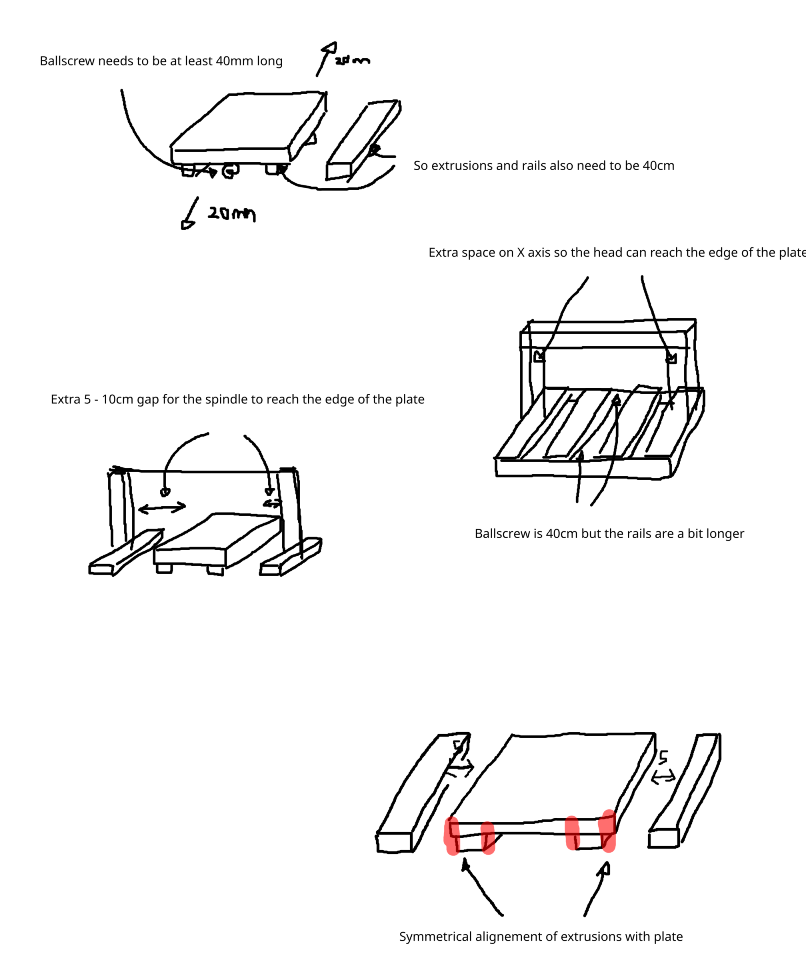 Ballscrew needs to be at least 40mm long
So extrusions and rails also need to be 40cm
20mm
Extra space on X axis so the head can reach the edge of the plate
Extra 5 - 10cm gap for the spindle to reach the edge of the plate
Ballscrew is 40cm but the rails are a bit longer
5
5
Symmetrical alignement of extrusions with plate